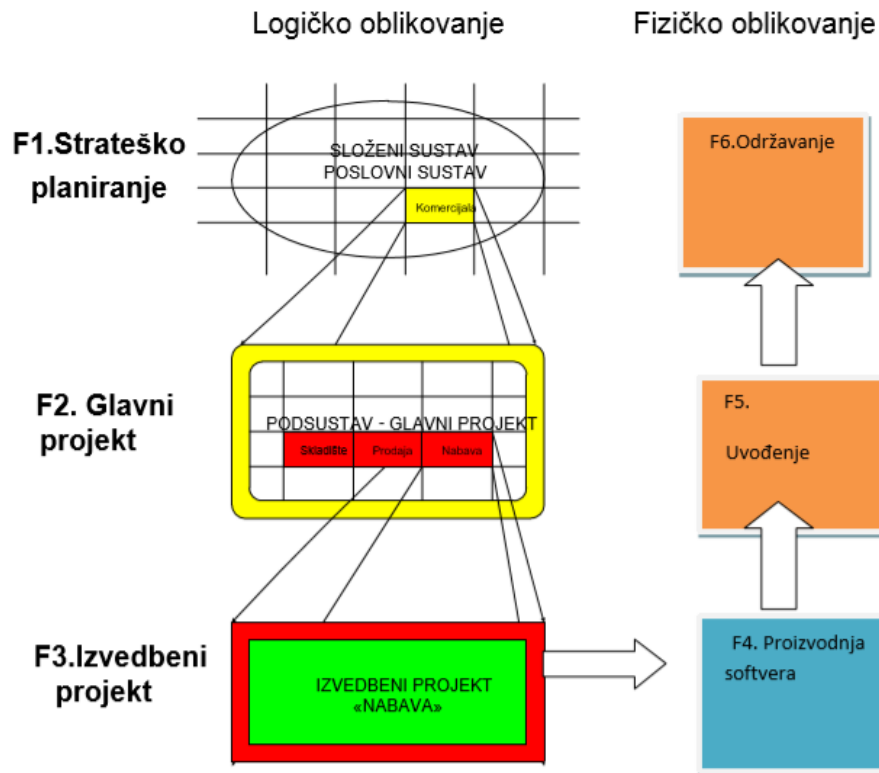 Logičko oblikovanje
Fizičko oblikovanje
F1.Strateško
planiranje
SLOŽENI SUSTAV
POSLOVNI SUSTAV
Komercijala
F6.Održavanje
F2. Glavni
projekt
PODSUSTAV - GLAVNI PROJEKT
Skladište
Prodaja
Nabava
F5.
Uvođenje
F3.Izvedbeni
projekt
IZVEDBENI PROJEKT
«NABAVA»
F4. Proizvodnja
softvera